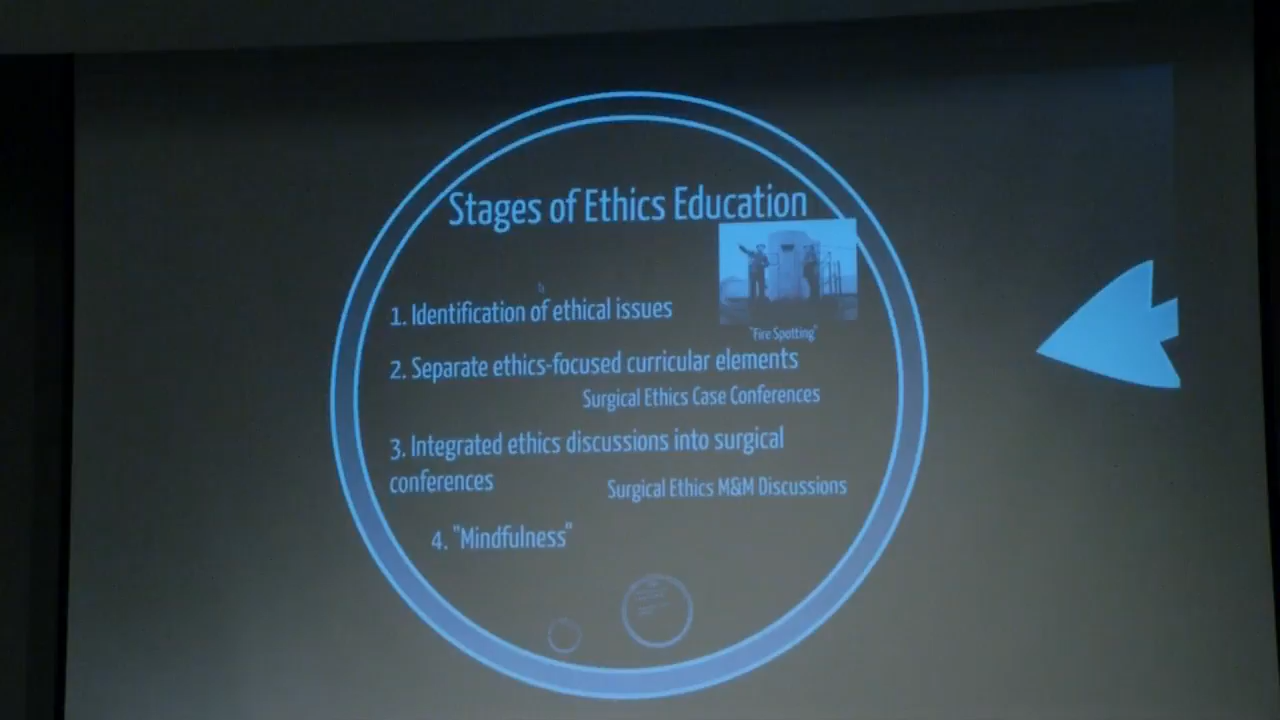 Stages of Ethics Education
1. Identification of ethical issues
"Fire Spotting"
2. Separate ethics-focused curricular elements
Surgical Ethics Case Conferences
3. Integrated ethics discussions into surgical
conferences
Surgical Ethics M&M Discussions
4. "Mindfulness"